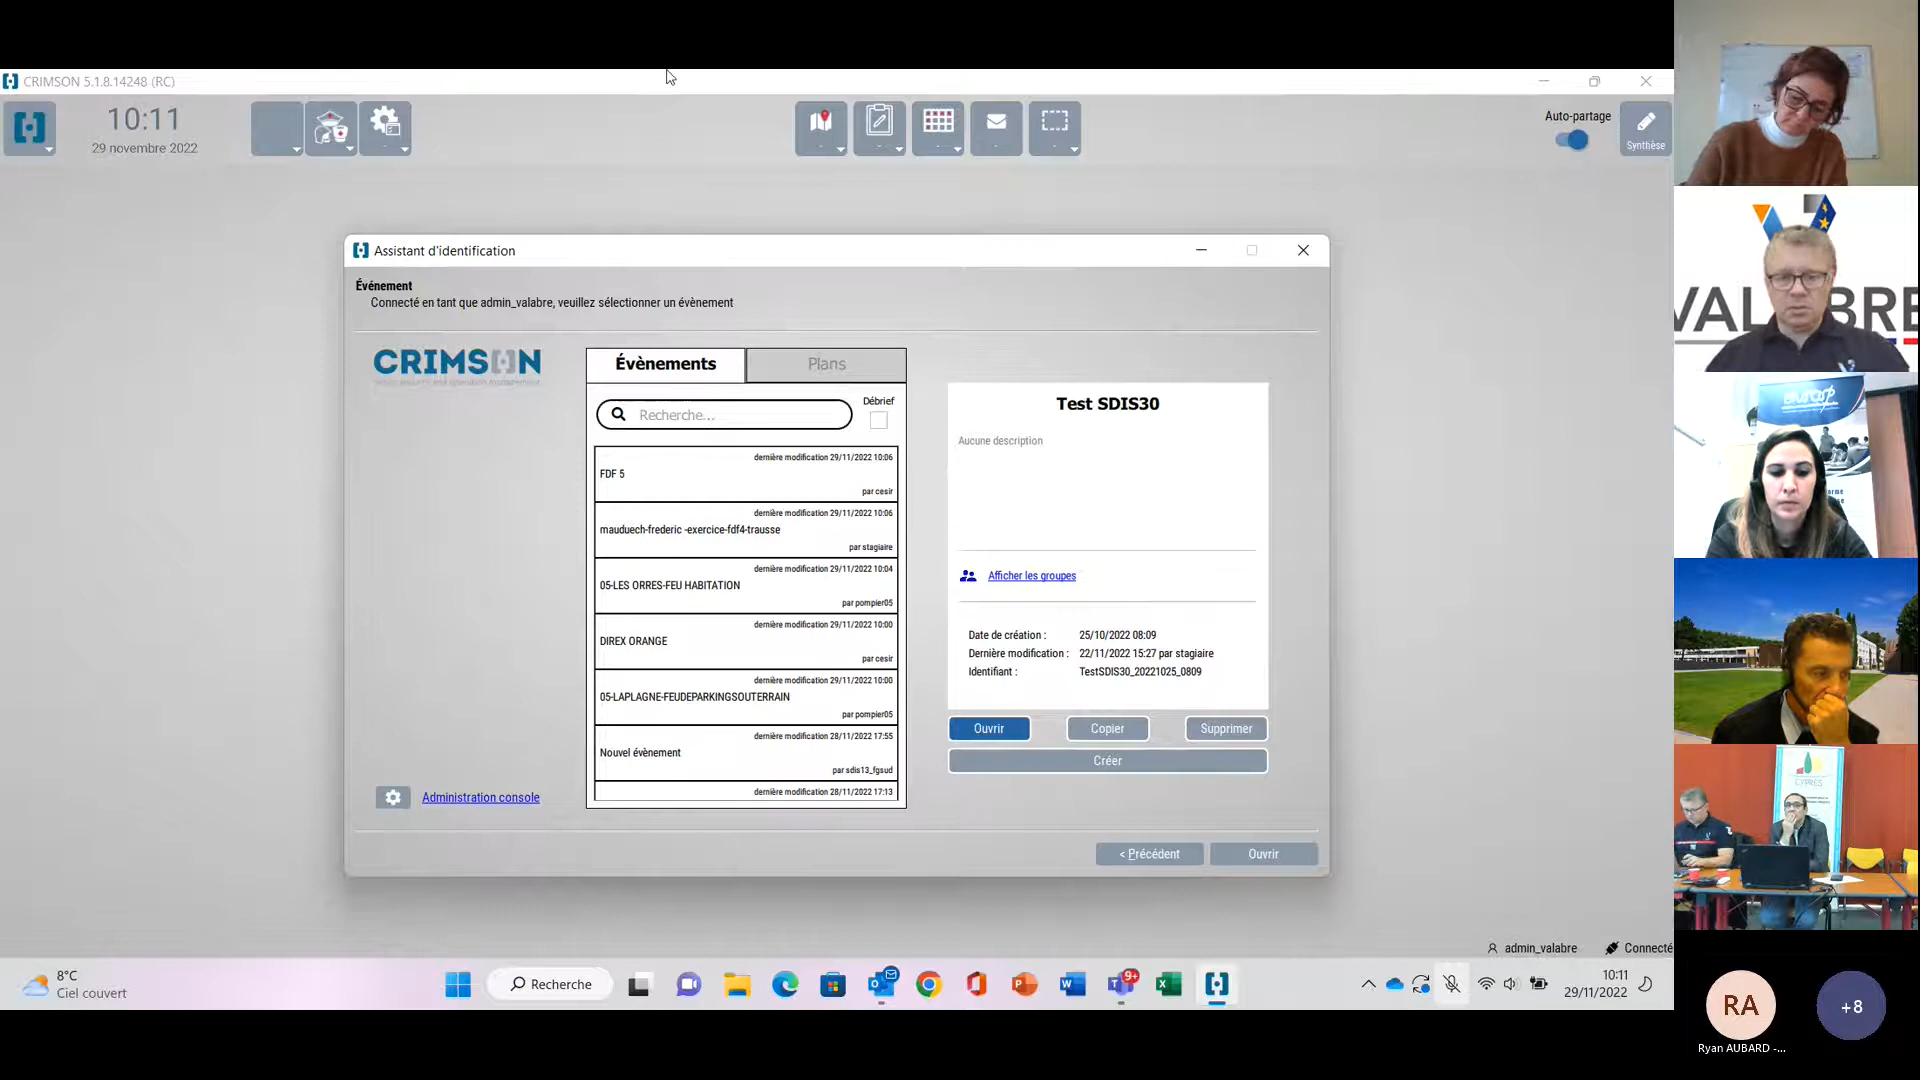 CRIMSON 5.1.8.14248 (RC)
10:11
29 novembre 2022
Auto-partage
Synthèse
Assistant d'identification
Événement
Connecté en tant que admin_valabre, veuillez sélectionner un évènement
CRIMSON
Évènements
Plans
Recherche...
Débrief
dernière modification 29/11/2022 10:06
FDF 5
par cesir
dernière modification 29/11/2022 10:06
mauduech-frederic -exercice-fdf4-trausse
par stagiaire
dernière modification 29/11/2022 10:04
05-LES ORRES-FEU HABITATION
par pompier05
dernière modification 29/11/2022 10:00
DIREX ORANGE
par cesir
dernière modification 29/11/2022 10:00
05-LAPLAGNE-FEUDEPARKINGSOUTERRAIN
par pompier05
dernière modification 28/11/2022 17:55
Nouvel évènement
par sdis13_fgsud
dernière modification 28/11/2022 17:13
Test SDIS30
Aucune description
Afficher les groupes
Date de création : 25/10/2022 08:09
Dernière modification : 22/11/2022 15:27 par stagiaire
Identifiant : TestSDIS30_20221025_0809
Ouvrir
Copier
Supprimer
Créer
Administration console
< Précédent
Ouvrir
admin_valabre
Connecté
8°C
Ciel couvert
Recherche
9+
10:11
29/11/2022
CYPRES
RA
+8
Ryan AUBARD -...